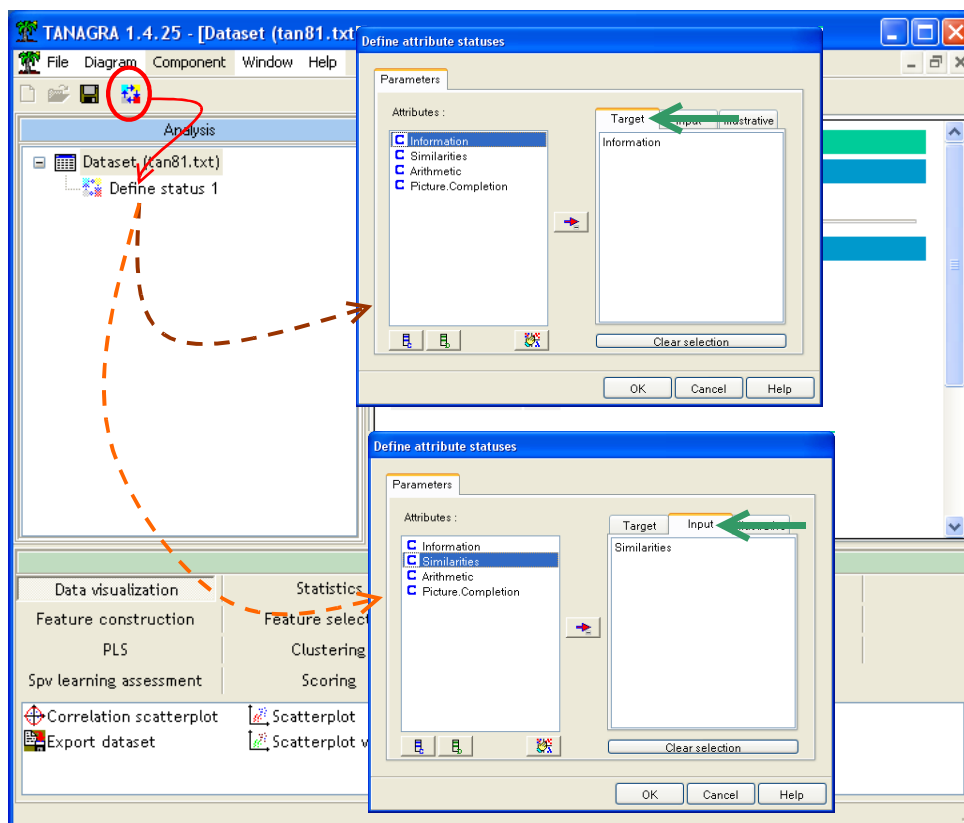 TANAGRA 1.4.25 - [Dataset (tan81.txt
File Diagram Component Window Help
Analysis
Dataset (tan81.txt)
Define status 1
Define attribute statuses
Parameters
Attributes :
Information
Similarities
Arithmetic
Picture.Completion
Target Input Illustrative
Information
Clear selection
OK Cancel Help
Define attribute statuses
Parameters
Attributes :
Information
Similarities
Arithmetic
Picture.Completion
Target Input
Similarities
Clear selection
OK Cancel Help
Data visualization Statistics
Feature construction Feature select
PLS Clustering
Spv learning assessment Scoring
Correlation scatterplot Scatterplot
Export dataset Scatterplot v